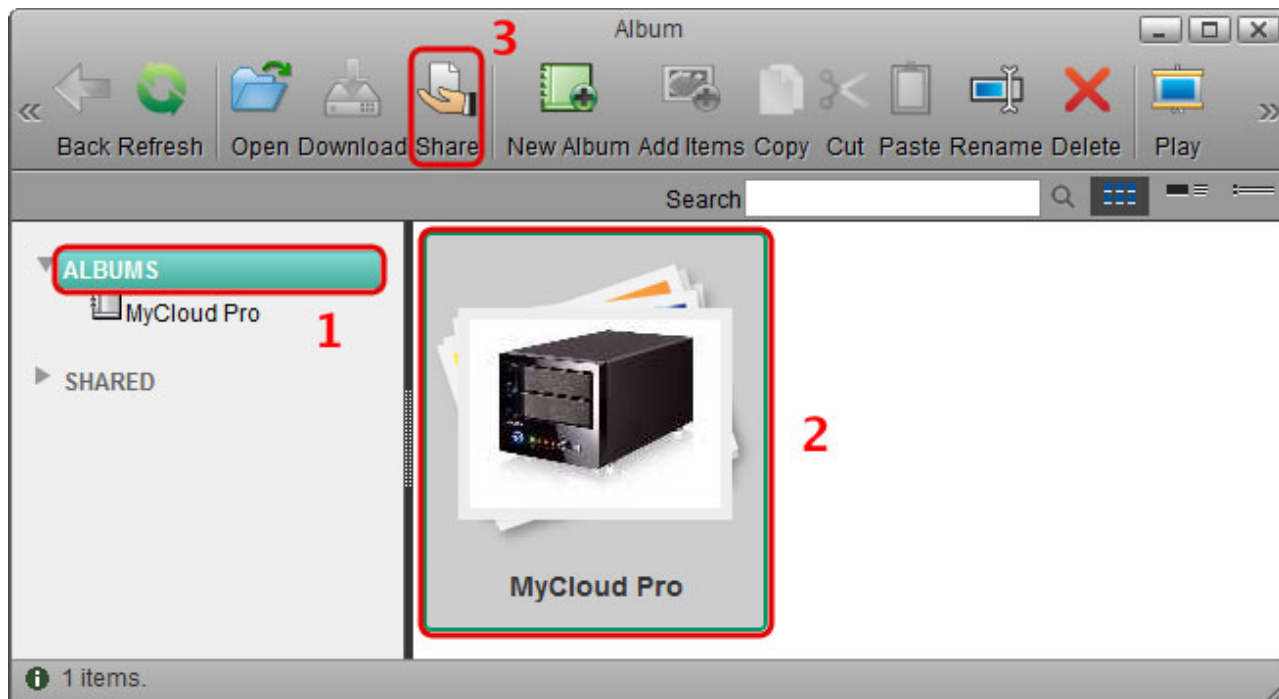 Album
3
Back Refresh Open Download Share New Album Add Items Copy Cut Paste Rename Delete Play
Search
ALBUMS
MyCloud Pro
1
SHARED
2
MyCloud Pro
1 items.